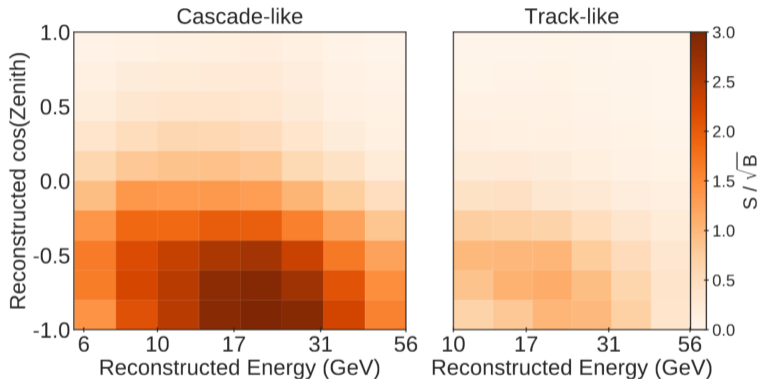 Cascade-like
Track-like
Reconstructed cos(Zenith)
1.0
0.5
0.0
-0.5
-1.0
6 10 17 31 56
Reconstructed Energy (GeV)
10 17 31 56
Reconstructed Energy (GeV)
3.0
2.5
2.0
1.5
1.0
0.5
0.0
S / √B